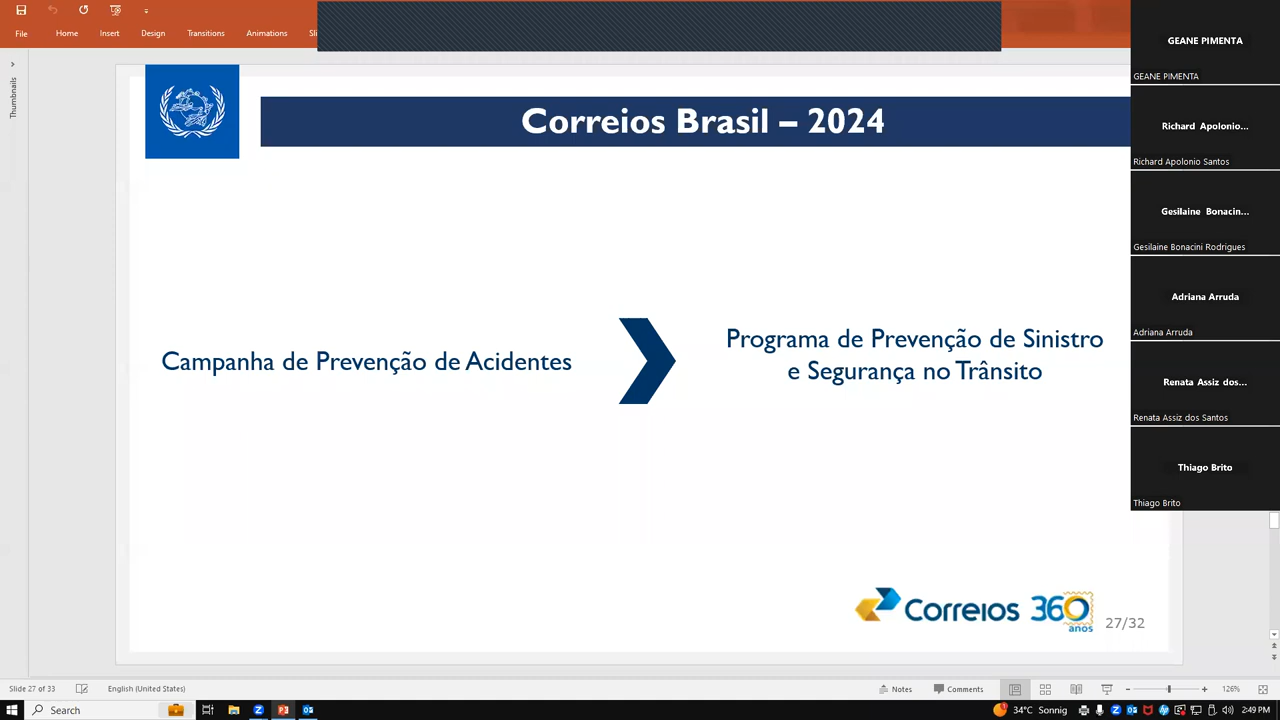 File
Home
Insert
Design
Transitions
Animations
Sli
Thumbnails
Correios Brasil – 2024
Campanha de Prevenção de Acidentes
Programa de Prevenção de Sinistro
e Segurança no Trânsito
Correios 360
anos
27/32
GEANE PIMENTA
GEANE PIMENTA
Richard Apolonio...
Richard Apolonio Santos
Gesilaine Bonacin...
Gesilaine Bonacini Rodrigues
Adriana Arruda
Adriana Arruda
Renata Assiz dos...
Renata Assiz dos Santos
Thiago Brito
Thiago Brito
Slide 27 of 33
English (United States)
Notes
Comments
126%
Search
34°C Sonnig
2:49 PM